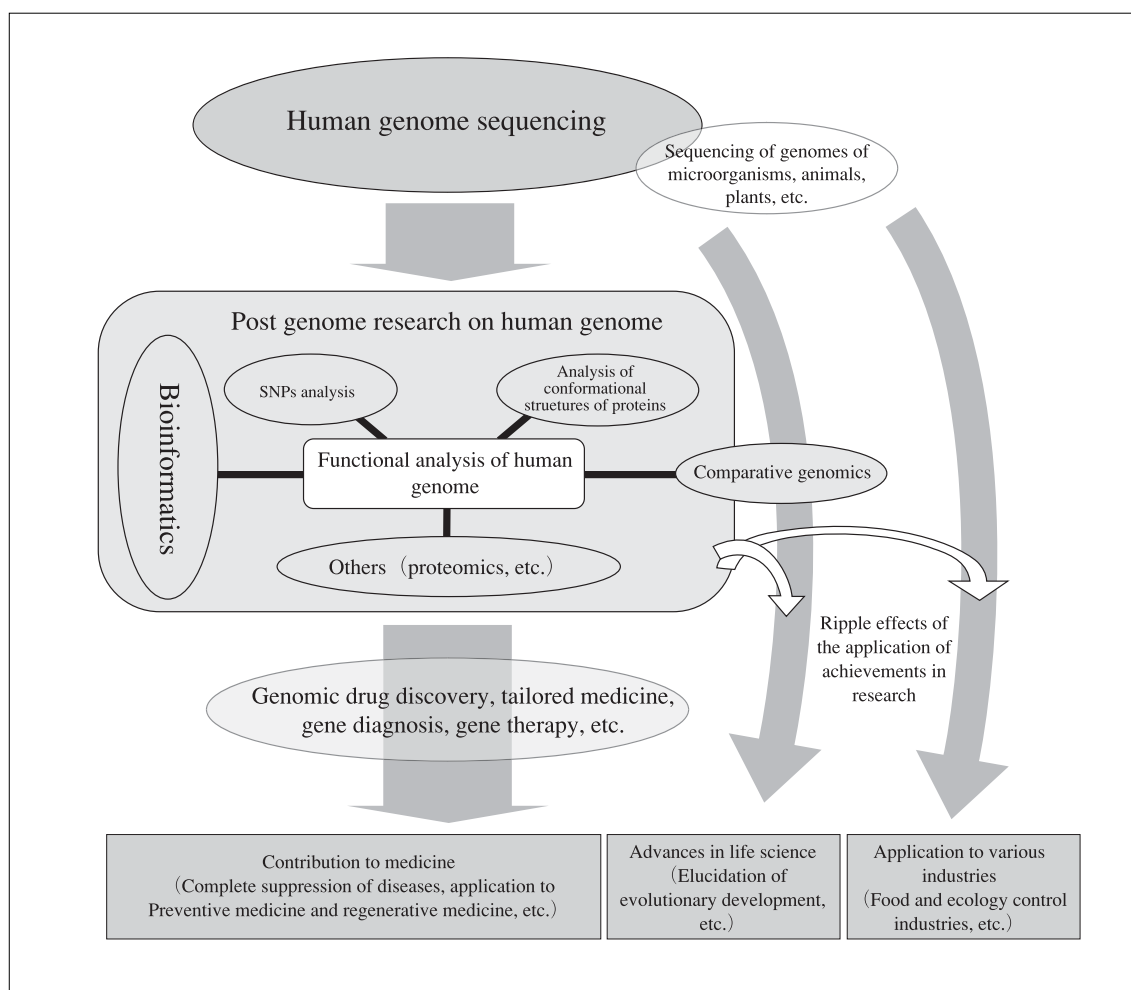 Human genome sequencing
Sequencing of genomes of
microorganisms, animals,
plants, etc.
Post genome research on human genome
Bioinformatics
SNPs analysis
Analysis of
conformational
struetures of proteins
Functional analysis of human
genome
Comparative genomics
Others（proteomics, etc.）
Ripple effects of
the application of
achievements in
research
Genomic drug discovery, tailored medicine,
gene diagnosis, gene therapy, etc.
Contribution to medicine
（Complete suppression of diseases, application to
Preventive medicine and regenerative medicine, etc.）
Advances in life science
（Elucidation of
evolutionary development,
etc.）
Application to various
industries
（Food and ecology control
industries, etc.）